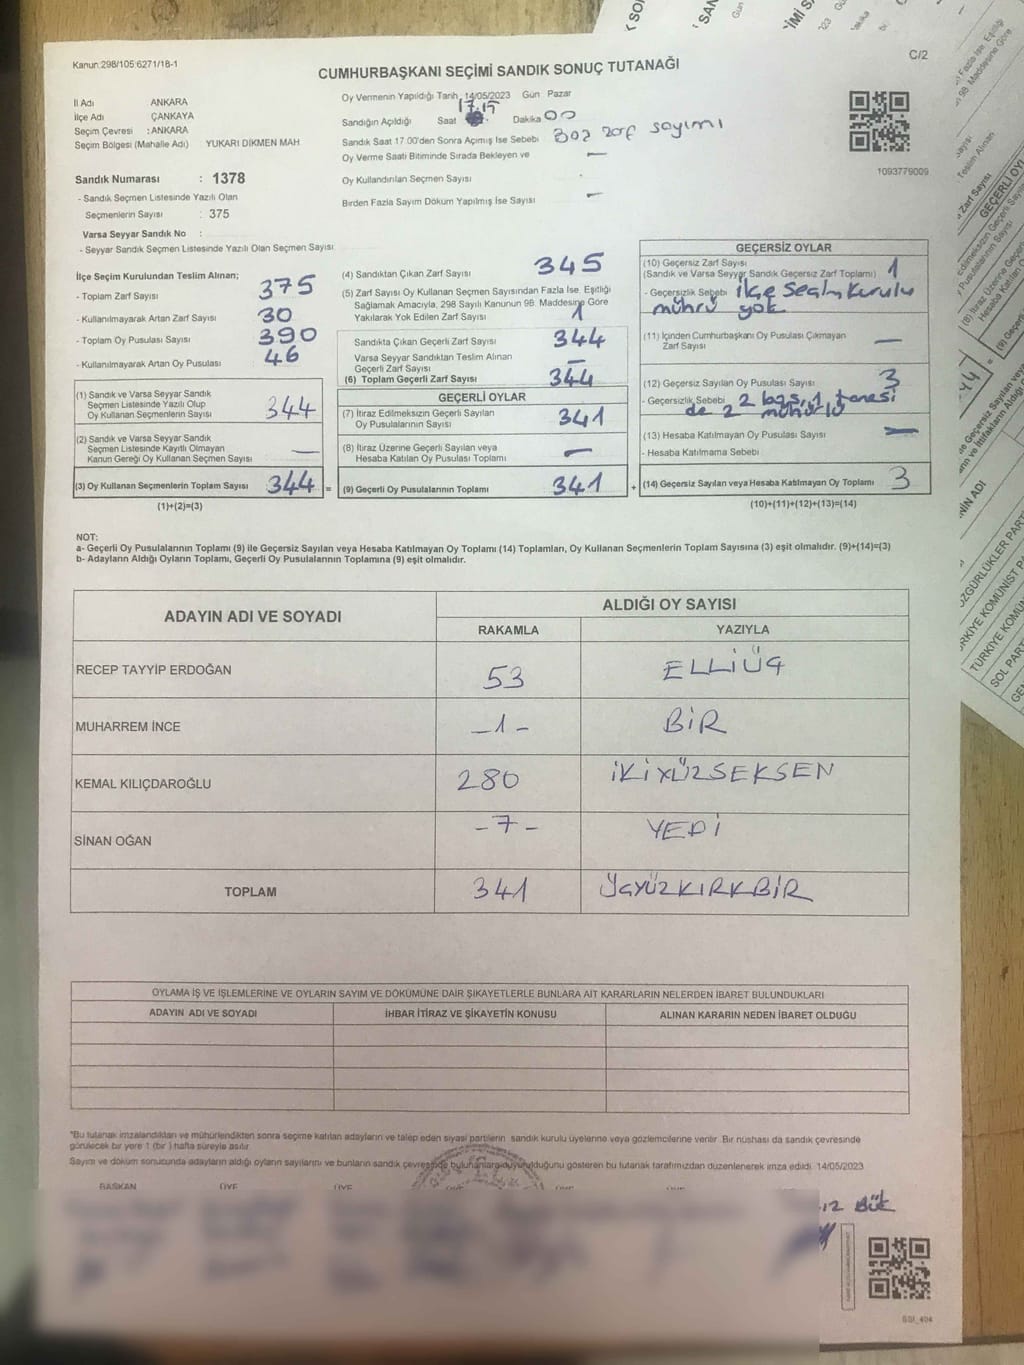 Kanun:298/105:6271/18-1
C/2
CUMHURBAŞKANI SEÇİMİ SANDIK SONUÇ TUTANAĞI
İl Adı ANKARA
İlçe Adı ÇANKAYA
Seçim Çevresi : ANKARA
Seçim Bölgesi (Mahalle Adı) YUKARI DİKMEN MAH
Sandık Numarası : 1378
- Sandık Seçmen Listesinde Yazılı Olan
Seçmenlerin Sayısı : 375
Varsa Seyyar Sandık No :
- Seyyar Sandık Seçmen Listesinde Yazılı Olan Seçmen Sayısı
Oy Vermenin Yapıldığı Tarih 14/05/2023 Gün Pazar
17.15
Sandığın Açıldığı Saat Dakika 00
Sandık Saat 17.00'den Sonra Açılmış İse Sebebi Boş zarf sayımı
Oy Verme Saati Bitiminde Sırada Bekleyen ve —
Oy Kullandırılan Seçmen Sayısı
Birden Fazla Sayım Döküm Yapılmış İse Sayısı —
1093779009
İlçe Seçim Kurulundan Teslim Alınan;
- Toplam Zarf Sayısı 375
- Kullanılmayarak Artan Zarf Sayısı 30
- Toplam Oy Pusulası Sayısı 390
- Kullanılmayarak Artan Oy Pusulası 46
(1) Sandık ve Varsa Seyyar Sandık
Seçmen Listesinde Yazılı Olup
Oy Kullanan Seçmenlerin Sayısı 344
(2) Sandık ve Varsa Seyyar Sandık
Seçmen Listesinde Kayıtlı Olmayan
Kanun Gereği Oy Kullanan Seçmen Sayısı —
(3) Oy Kullanan Seçmenlerin Toplam Sayısı 344 =
(1)+(2)=(3)
(4) Sandıktan Çıkan Zarf Sayısı 345
(5) Zarf Sayısı Oy Kullanan Seçmen Sayısından Fazla İse, Eşitliği
Sağlamak Amacıyla, 298 Sayılı Kanunun 98. Maddesine Göre
Yakılarak Yok Edilen Zarf Sayısı 1
Sandıkta Çıkan Geçerli Zarf Sayısı 344
Varsa Seyyar Sandıktan Teslim Alınan
Geçerli Zarf Sayısı —
(6) Toplam Geçerli Zarf Sayısı 344
GEÇERLİ OYLAR
(7) İtiraz Edilmeksizin Geçerli Sayılan
Oy Pusulalarının Sayısı 341
(8) İtiraz Üzerine Geçerli Sayılan veya
Hesaba Katılan Oy Pusulası Toplamı —
(9) Geçerli Oy Pusulalarının Toplamı 341 +
GEÇERSİZ OYLAR
(10) Geçersiz Zarf Sayısı
(Sandık ve Varsa Seyyar Sandık Geçersiz Zarf Toplamı) 1
- Geçersizlik Sebebi İlçe Seçim Kurulu
mührü yok
(11) İçinden Cumhurbaşkanı Oy Pusulası Çıkmayan
Zarf Sayısı —
(12) Geçersiz Sayılan Oy Pusulası Sayısı 3
- Geçersizlik Sebebi 2 boş, 1 tanesi
de 2 mühürlü
(13) Hesaba Katılmayan Oy Pusulası Sayısı —
- Hesaba Katılmama Sebebi
(14) Geçersiz Sayılan veya Hesaba Katılmayan Oy Toplamı 3
(10)+(11)+(12)+(13)=(14)
NOT:
a- Geçerli Oy Pusulalarının Toplamı (9) ile Geçersiz Sayılan veya Hesaba Katılmayan Oy Toplamı (14) Toplamları, Oy Kullanan Seçmenlerin Toplam Sayısına (3) eşit olmalıdır. (9)+(14)=(3)
b- Adayların Aldığı Oyların Toplamı, Geçerli Oy Pusulalarının Toplamına (9) eşit olmalıdır.
ADAYIN ADI VE SOYADI
ALDIĞI OY SAYISI
RAKAMLA YAZIYLA
RECEP TAYYİP ERDOĞAN 53 ELLİÜÇ
MUHARREM İNCE -1- BİR
KEMAL KILIÇDAROĞLU 280 İKİYÜZSEKSEN
SİNAN OĞAN -7- YEDİ
TOPLAM 341 ÜÇYÜZKIRKBİR
OYLAMA İŞ VE İŞLEMLERİNE VE OYLARIN SAYIM VE DÖKÜMÜNE DAİR ŞİKAYETLERLE BUNLARA AİT KARARLARIN NELERDEN İBARET BULUNDUKLARI
ADAYIN ADI VE SOYADI İHBAR İTİRAZ VE ŞİKAYETİN KONUSU ALINAN KARARIN NEDEN İBARET OLDUĞU
*Bu tutanak imzalandıktan ve mühürlendikten sonra seçime katılan adayların ve talep eden siyasi partilerin sandık kurulu üyelerine veya gözlemcilerine verilir. Bir nüshası da sandık çevresinde
görülecek bir yere 1 (bir) hafta süreyle asılır.
Sayım ve döküm sonucunda adayların aldığı oyların sayılarını ve bunların sandık çevresinde bulunanlara duyurulduğunu gösteren bu tutanak tarafımızdan düzenlenerek imza edildi. 14/05/2023
BAŞKAN ÜYE ÜYE